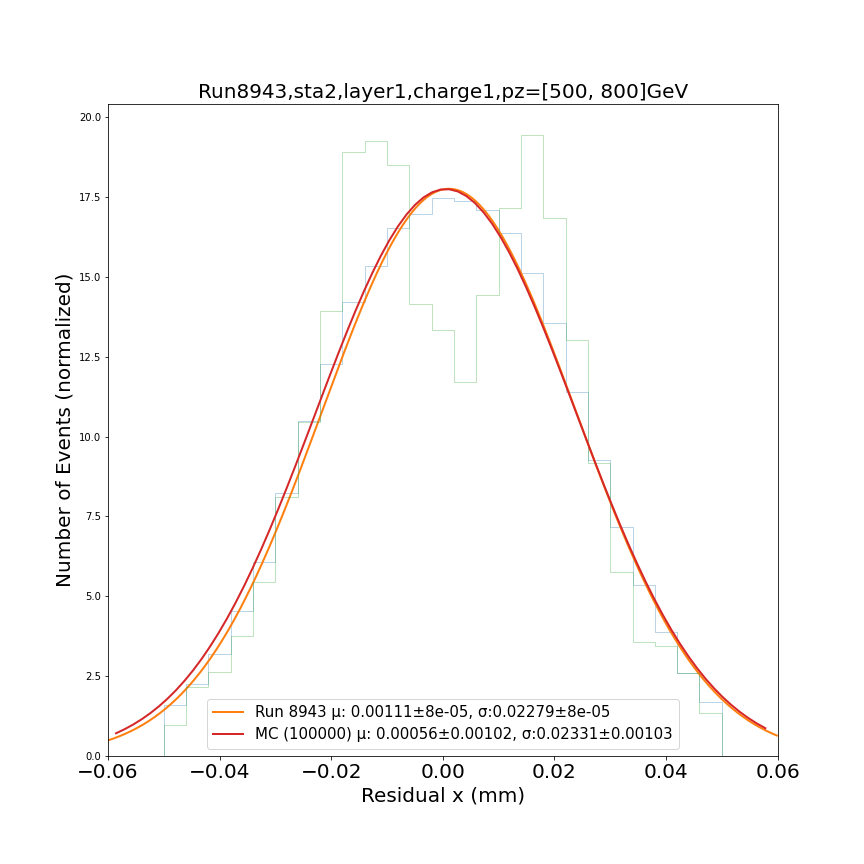 Run8943,sta2,layer1,charge1,pz=[500, 800]GeV
Number of Events (normalized)
20.0
17.5
15.0
12.5
10.0
7.5
5.0
2.5
0.0
Run 8943 μ: 0.00111±8e-05, σ:0.02279±8e-05
MC (100000) μ: 0.00056±0.00102, σ:0.02331±0.00103
−0.06 −0.04 −0.02 0.00 0.02 0.04 0.06
Residual x (mm)